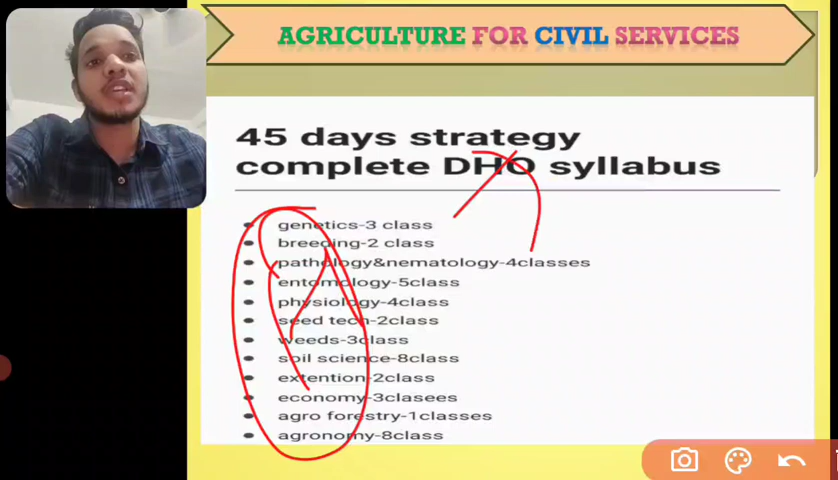 AGRICULTURE FOR CIVIL SERVICES
45 days strategy
complete DHO syllabus
genetics-3 class
breeding-2 class
pathology&nematology-4classes
entomology-5class
physiology-4class
seed tech-2class
weeds-3class
soil science-8class
extention-2class
economy-3clasees
agro forestry-1classes
agronomy-8class